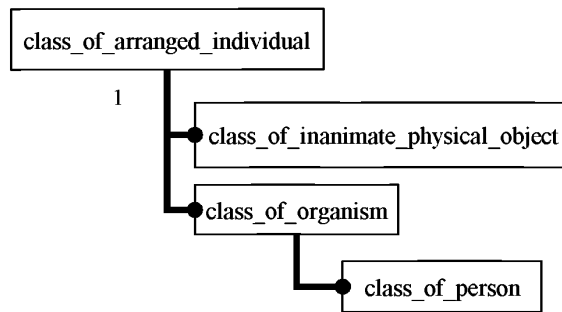 class_of_arranged_individual
1
class_of_inanimate_physical_object
class_of_organism
class_of_person